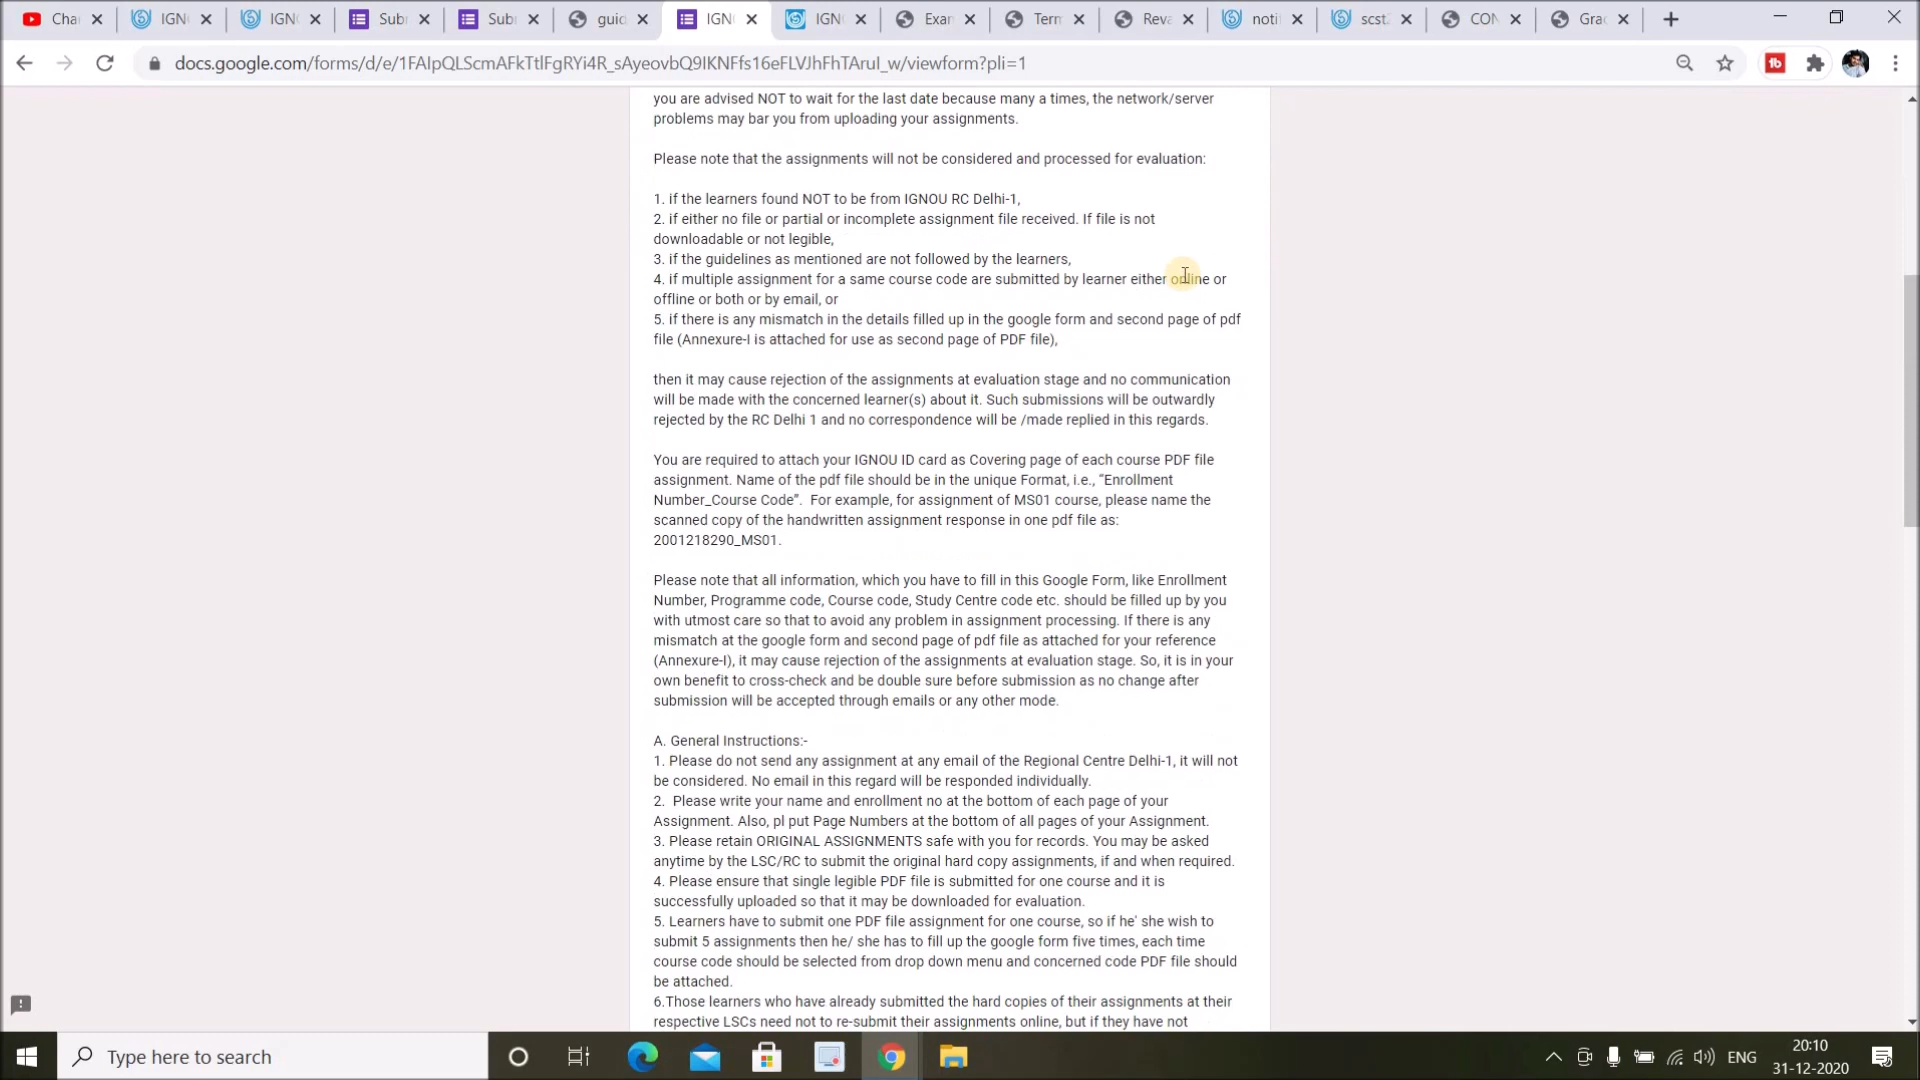 Cha
IGN
IGN
Sub
Sub
guid
IGN
IGN
Exar
Term
Reva
notif
scst
CON
Grac
docs.google.com/forms/d/e/1FAIpQLScmAFkTtlFgRYi4R_sAyeovbQ9IKNFfs16eFLVJhFhTAruI_w/viewform?pli=1
you are advised NOT to wait for the last date because many a times, the network/server
problems may bar you from uploading your assignments.
Please note that the assignments will not be considered and processed for evaluation:
1. if the learners found NOT to be from IGNOU RC Delhi-1,
2. if either no file or partial or incomplete assignment file received. If file is not
downloadable or not legible,
3. if the guidelines as mentioned are not followed by the learners,
4. if multiple assignment for a same course code are submitted by learner either online or
offline or both or by email, or
5. if there is any mismatch in the details filled up in the google form and second page of pdf
file (Annexure-I is attached for use as second page of PDF file),
then it may cause rejection of the assignments at evaluation stage and no communication
will be made with the concerned learner(s) about it. Such submissions will be outwardly
rejected by the RC Delhi 1 and no correspondence will be /made replied in this regards.
You are required to attach your IGNOU ID card as Covering page of each course PDF file
assignment. Name of the pdf file should be in the unique Format, i.e., “Enrollment
Number_Course Code”. For example, for assignment of MS01 course, please name the
scanned copy of the handwritten assignment response in one pdf file as:
2001218290_MS01.
Please note that all information, which you have to fill in this Google Form, like Enrollment
Number, Programme code, Course code, Study Centre code etc. should be filled up by you
with utmost care so that to avoid any problem in assignment processing. If there is any
mismatch at the google form and second page of pdf file as attached for your reference
(Annexure-I), it may cause rejection of the assignments at evaluation stage. So, it is in your
own benefit to cross-check and be double sure before submission as no change after
submission will be accepted through emails or any other mode.
A. General Instructions:-
1. Please do not send any assignment at any email of the Regional Centre Delhi-1, it will not
be considered. No email in this regard will be responded individually.
2. Please write your name and enrollment no at the bottom of each page of your
Assignment. Also, pl put Page Numbers at the bottom of all pages of your Assignment.
3. Please retain ORIGINAL ASSIGNMENTS safe with you for records. You may be asked
anytime by the LSC/RC to submit the original hard copy assignments, if and when required.
4. Please ensure that single legible PDF file is submitted for one course and it is
successfully uploaded so that it may be downloaded for evaluation.
5. Learners have to submit one PDF file assignment for one course, so if he' she wish to
submit 5 assignments then he/ she has to fill up the google form five times, each time
course code should be selected from drop down menu and concerned code PDF file should
be attached.
6.Those learners who have already submitted the hard copies of their assignments at their
respective LSCs need not to re-submit their assignments online, but if they have not
Type here to search
ENG
20:10
31-12-2020